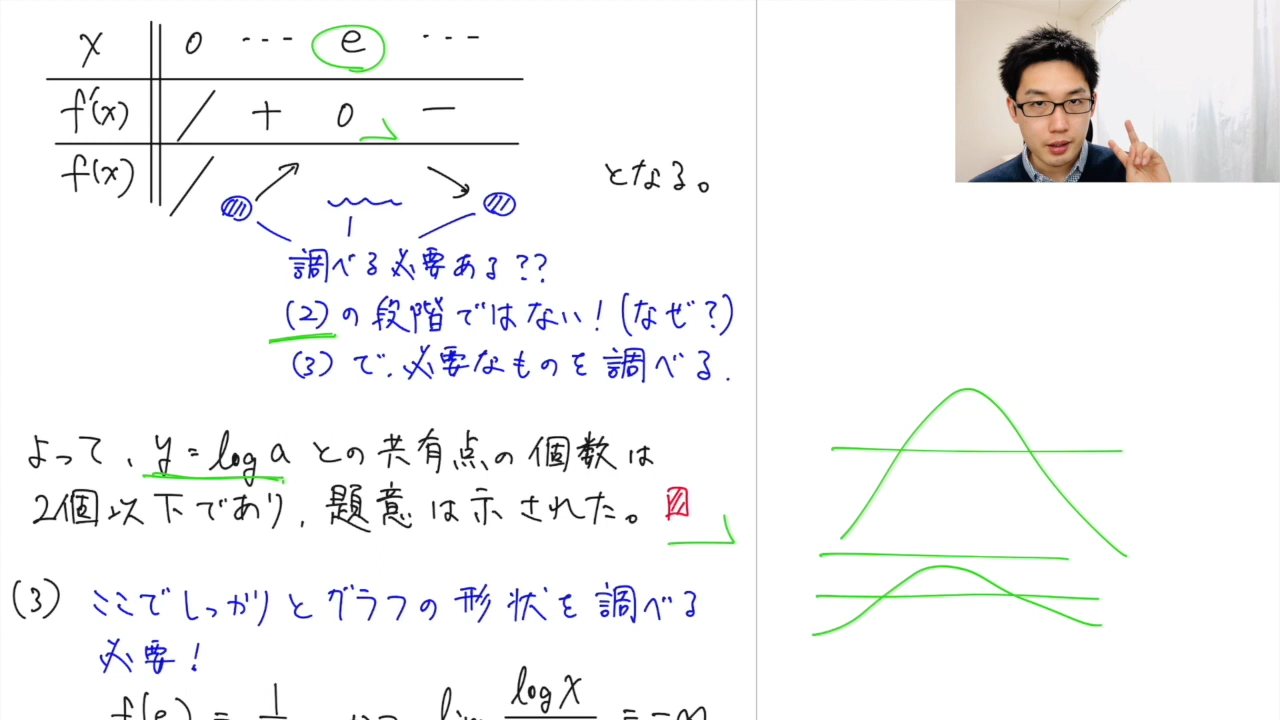 x 0 ... e ...
f'(x) / + 0 −
f(x) / ↗ ↘ となる。
調べる必要ある??
(2)の段階ではない!(なぜ?)
(3)で、必要なものを調べる.
よって、y=log a との共有点の個数は
2個以下であり、題意は示された。
(3) ここでしっかりとグラフの形状を調べる
必要!
f(e) = 1 lim log x = -∞